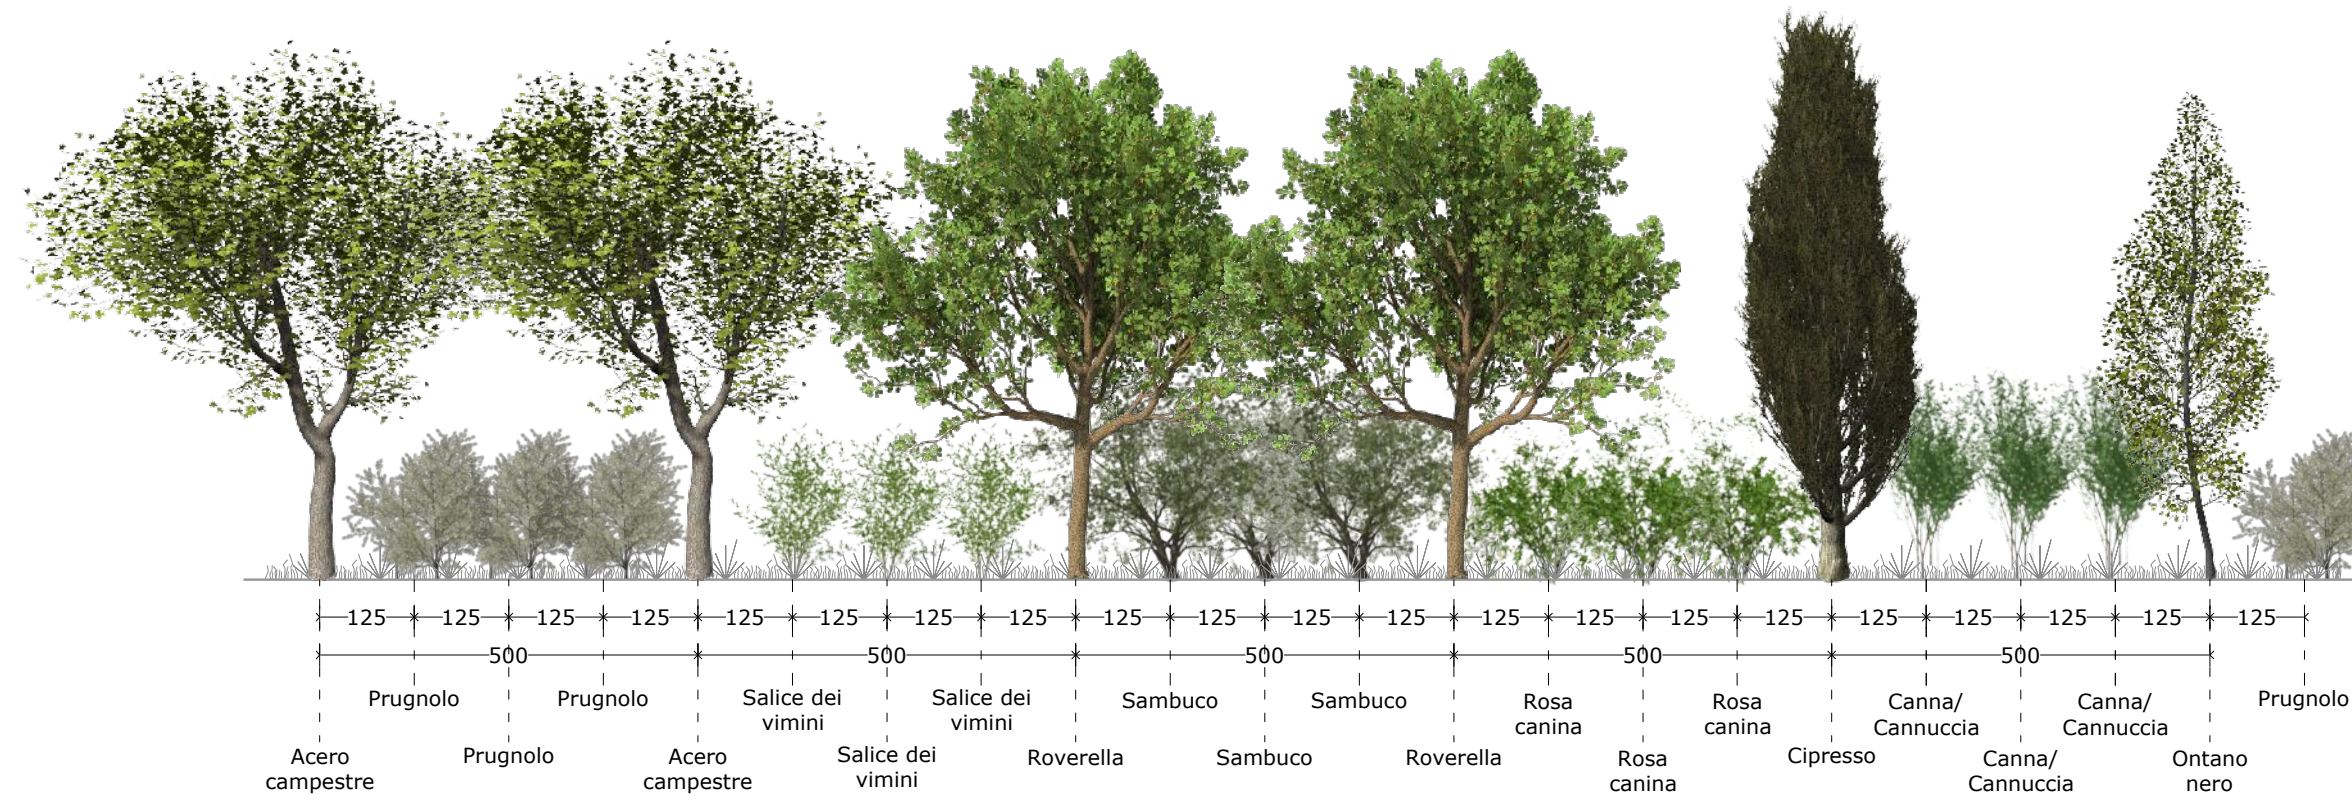 125 125 125 125 125 125 125 125 125 125 125 125 125 125 125 125 125 125 125 125 125
500 500 500 500 500
Prugnolo Prugnolo Salice dei Salice dei Sambuco Sambuco Rosa Rosa Canna/ Canna/ Prugnolo
vimini vimini canina canina Cannuccia Cannuccia
Acero Prugnolo Acero Salice dei Roverella Sambuco Roverella Rosa Cipresso Canna/ Ontano
campestre campestre vimini canina Cannuccia nero